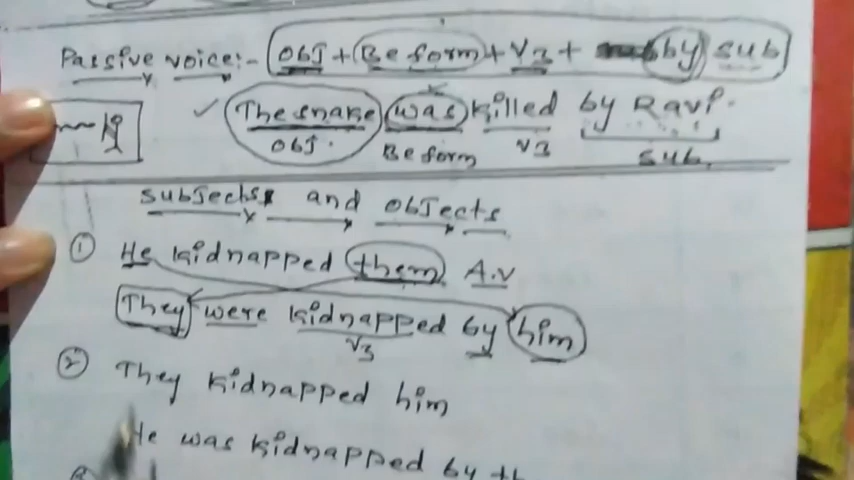 Passive voice:- OBJ + Be form + V3 + by sub
The snake was killed by Ravi.
OBJ. Be form V3 sub.
subjects and objects
① He kidnapped them A.V
They were kidnapped by him
V3
② They kidnapped him
He was kidnapped by